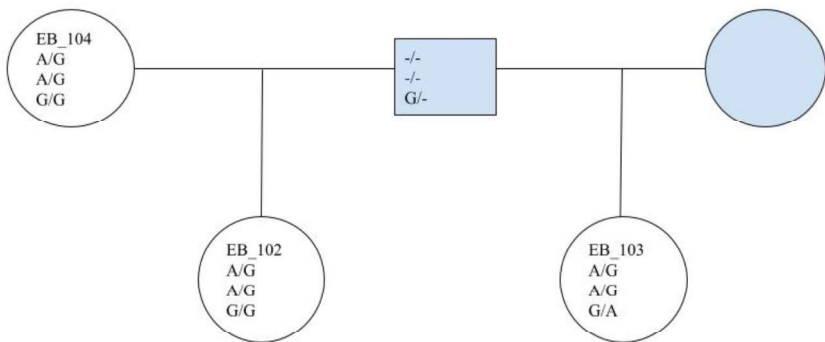 EB_104
A/G
A/G
G/G
-/-
-/-
G/-
EB_102
A/G
A/G
G/G
EB_103
A/G
A/G
G/A